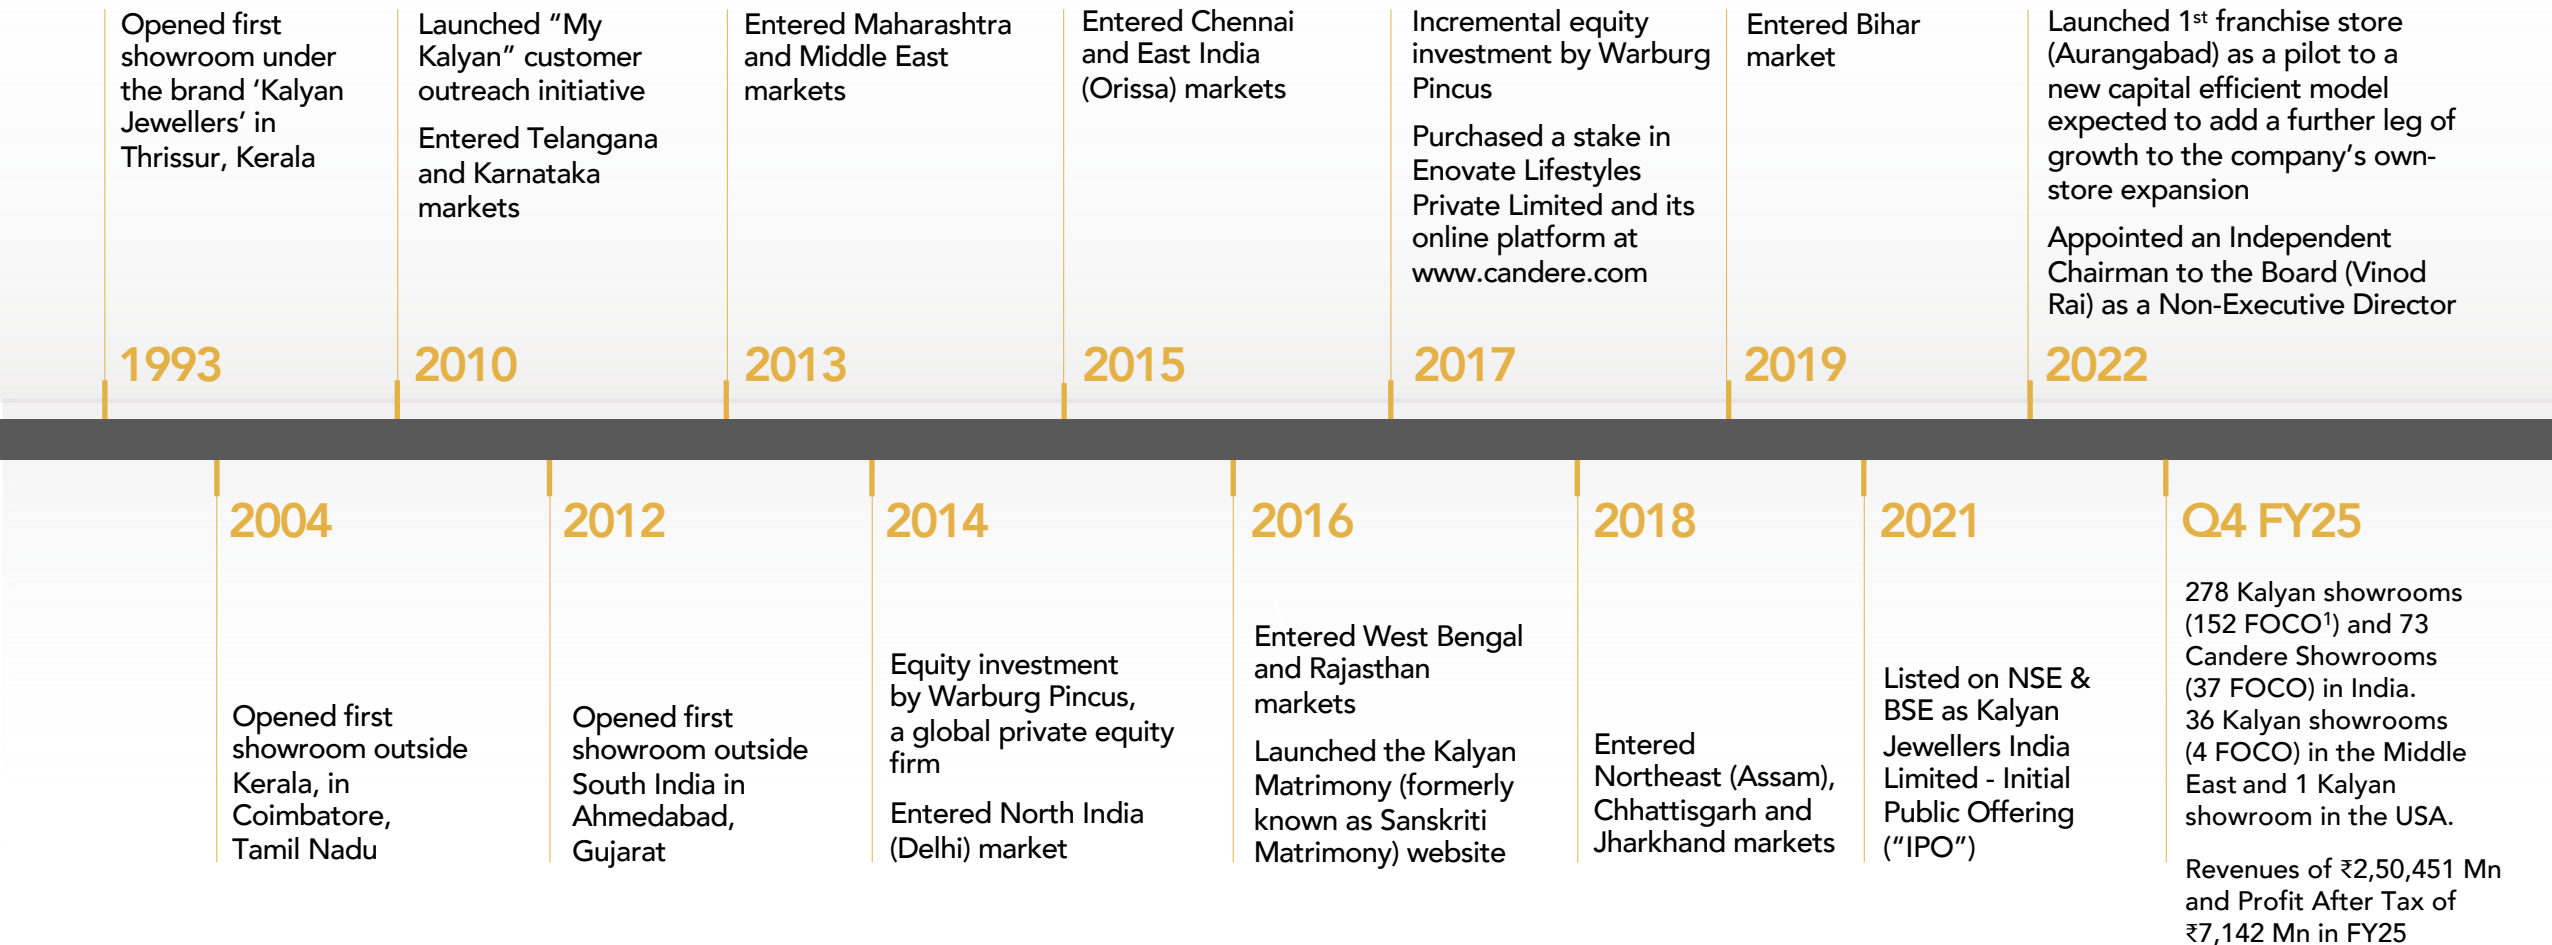 Opened first
showroom under
the brand ‘Kalyan
Jewellers’ in
Thrissur, Kerala
1993
Launched “My
Kalyan” customer
outreach initiative
Entered Telangana
and Karnataka
markets
2010
Entered Maharashtra
and Middle East
markets
2013
Entered Chennai
and East India
(Orissa) markets
2015
Incremental equity
investment by Warburg
Pincus
Purchased a stake in
Enovate Lifestyles
Private Limited and its
online platform at
www.candere.com
2017
Entered Bihar
market
2019
Launched 1st franchise store
(Aurangabad) as a pilot to a
new capital efficient model
expected to add a further leg of
growth to the company’s own-
store expansion
Appointed an Independent
Chairman to the Board (Vinod
Rai) as a Non-Executive Director
2022
2004
Opened first
showroom outside
Kerala, in
Coimbatore,
Tamil Nadu
2012
Opened first
showroom outside
South India in
Ahmedabad,
Gujarat
2014
Equity investment
by Warburg Pincus,
a global private equity
firm
Entered North India
(Delhi) market
2016
Entered West Bengal
and Rajasthan
markets
Launched the Kalyan
Matrimony (formerly
known as Sanskriti
Matrimony) website
2018
Entered
Northeast (Assam),
Chhattisgarh and
Jharkhand markets
2021
Listed on NSE &
BSE as Kalyan
Jewellers India
Limited - Initial
Public Offering
(“IPO”)
Q4 FY25
278 Kalyan showrooms
(152 FOCO¹) and 73
Candere Showrooms
(37 FOCO) in India.
36 Kalyan showrooms
(4 FOCO) in the Middle
East and 1 Kalyan
showroom in the USA.
Revenues of ₹2,50,451 Mn
and Profit After Tax of
₹7,142 Mn in FY25